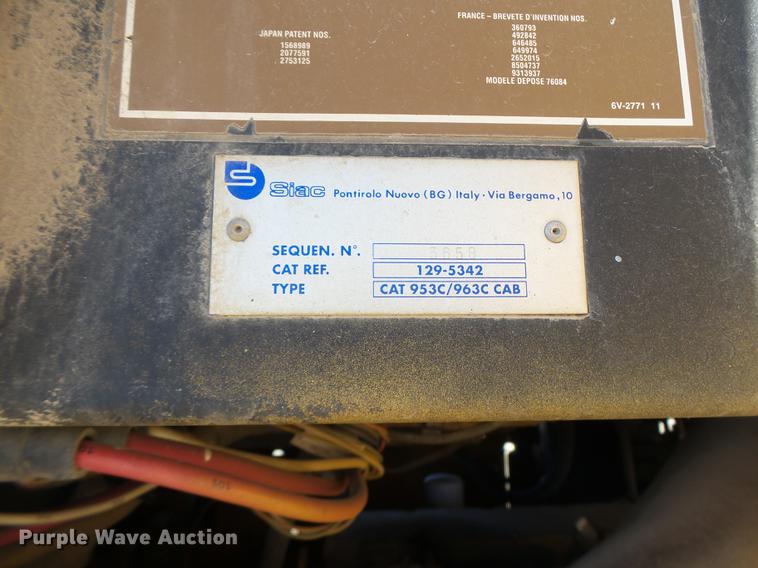 JAPAN PATENT NOS.
1568989
2077591
2753125
FRANCE – BREVETE D'INVENTION NOS.
360793
492842
646485
649974
2652015
8504737
9313937
MODELE DEPOSE 76084
6V-2771 11
Siac Pontirolo Nuovo (BG) Italy · Via Bergamo, 10
SEQUEN. N°.
CAT REF. 129-5342
TYPE CAT 953C/963C CAB
Purple Wave Auction